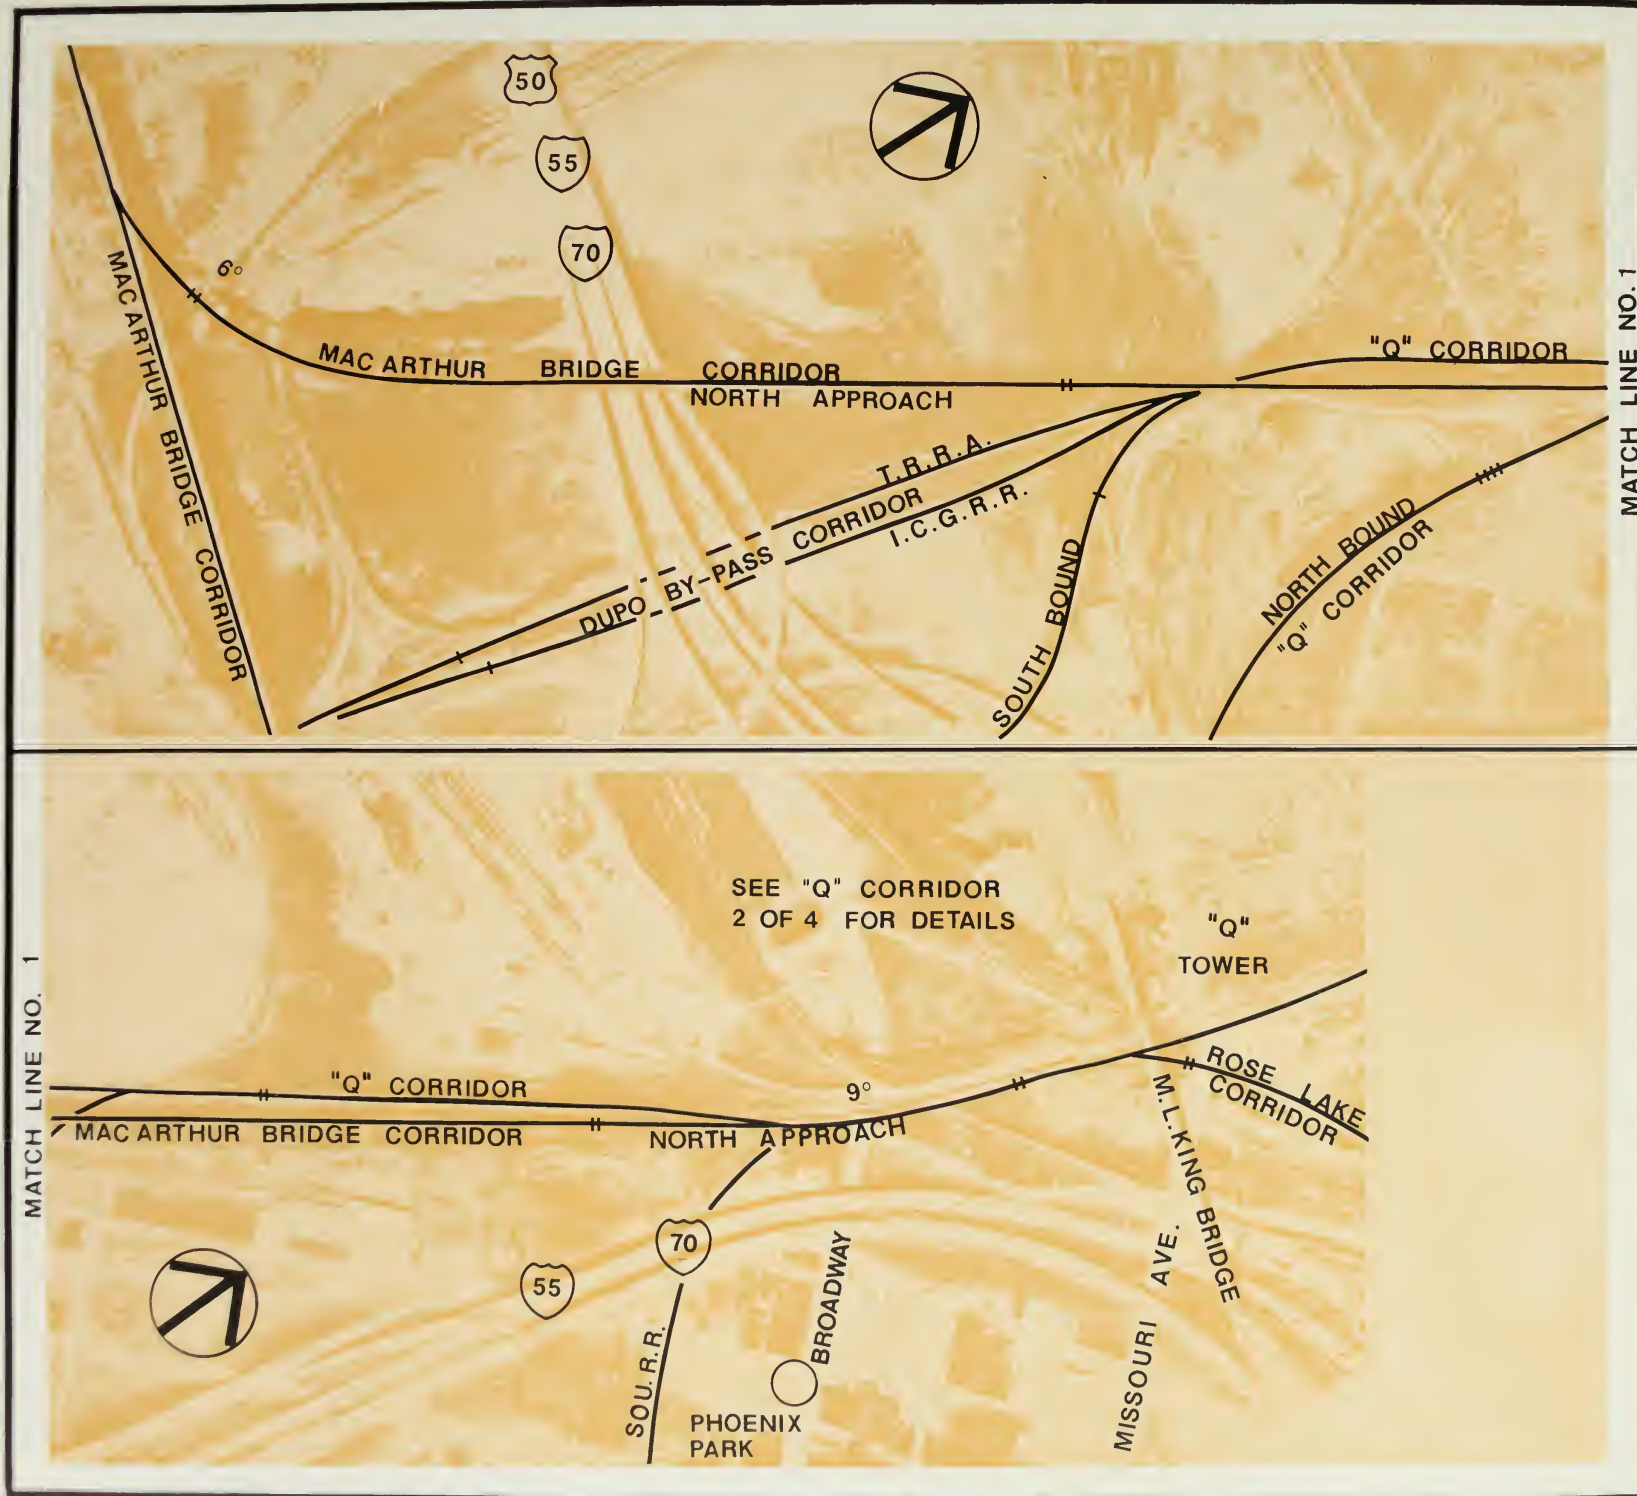 50
55
70
6°
MAC ARTHUR BRIDGE CORRIDOR
MAC ARTHUR BRIDGE CORRIDOR
NORTH APPROACH
"Q" CORRIDOR
MATCH LINE NO. 1
T.R.R.A.
DUPO BY-PASS CORRIDOR
I.C.G.R.R.
SOUTH BOUND
NORTH BOUND
"Q" CORRIDOR
SEE "Q" CORRIDOR
2 OF 4 FOR DETAILS
"Q"
TOWER
MATCH LINE NO. 1
"Q" CORRIDOR
9°
MAC ARTHUR BRIDGE CORRIDOR NORTH APPROACH
ROSE LAKE
CORRIDOR
M.L. KING BRIDGE
70
55
SOU. R.R.
BROADWAY
MISSOURI AVE.
PHOENIX
PARK